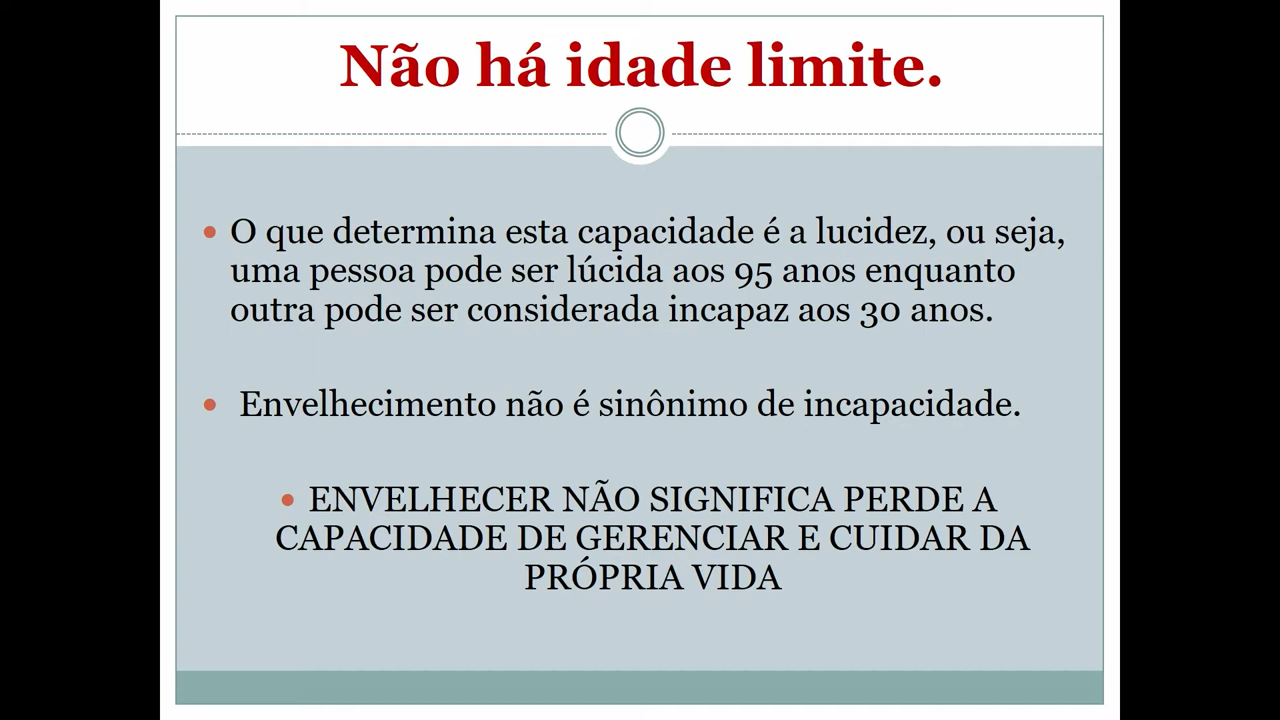 Não há idade limite.
• O que determina esta capacidade é a lucidez, ou seja,
uma pessoa pode ser lúcida aos 95 anos enquanto
outra pode ser considerada incapaz aos 30 anos.
• Envelhecimento não é sinônimo de incapacidade.
• ENVELHECER NÃO SIGNIFICA PERDE A
CAPACIDADE DE GERENCIAR E CUIDAR DA
PRÓPRIA VIDA